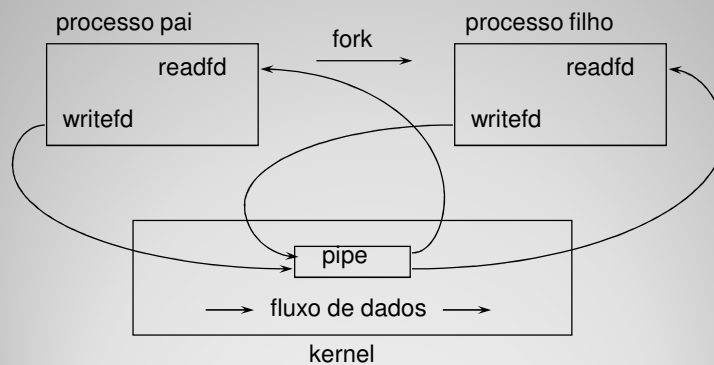 processo pai
fork
processo filho
readfd
readfd
writefd
writefd
pipe
fluxo de dados
kernel